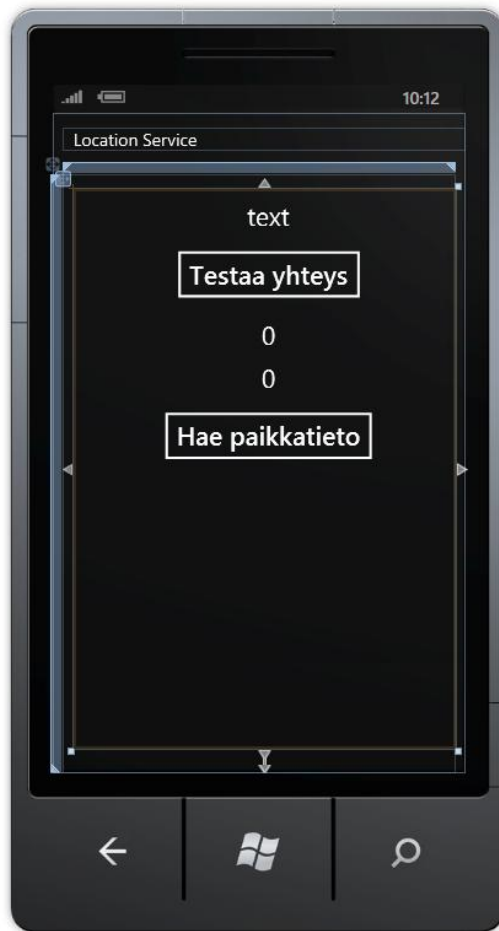 10:12
Location Service
text
Testaa yhteys
0
0
Hae paikkatieto